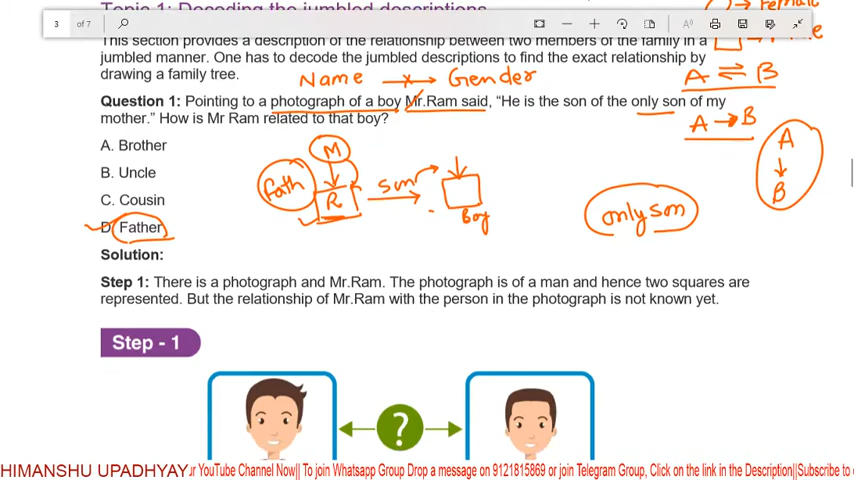 Topic 1: Decoding the jumbled descriptions
3 of 7
This section provides a description of the relationship between two members of the family in a
jumbled manner. One has to decode the jumbled descriptions to find the exact relationship by
drawing a family tree.
Female
Name Gender
A ⇌ B
Question 1: Pointing to a photograph of a boy Mr.Ram said, “He is the son of the only son of my
mother.” How is Mr Ram related to that boy?
A → B
A. Brother
B. Uncle
C. Cousin
D. Father
M
Fath
R
son
Boy
only son
A
↓
B
Solution:
Step 1: There is a photograph and Mr.Ram. The photograph is of a man and hence two squares are
represented. But the relationship of Mr.Ram with the person in the photograph is not known yet.
Step - 1
?
HIMANSHU UPADHYAY ur YouTube Channel Now|| To join Whatsapp Group Drop a message on 9121815869 or join Telegram Group, Click on the link in the Description||Subscribe to